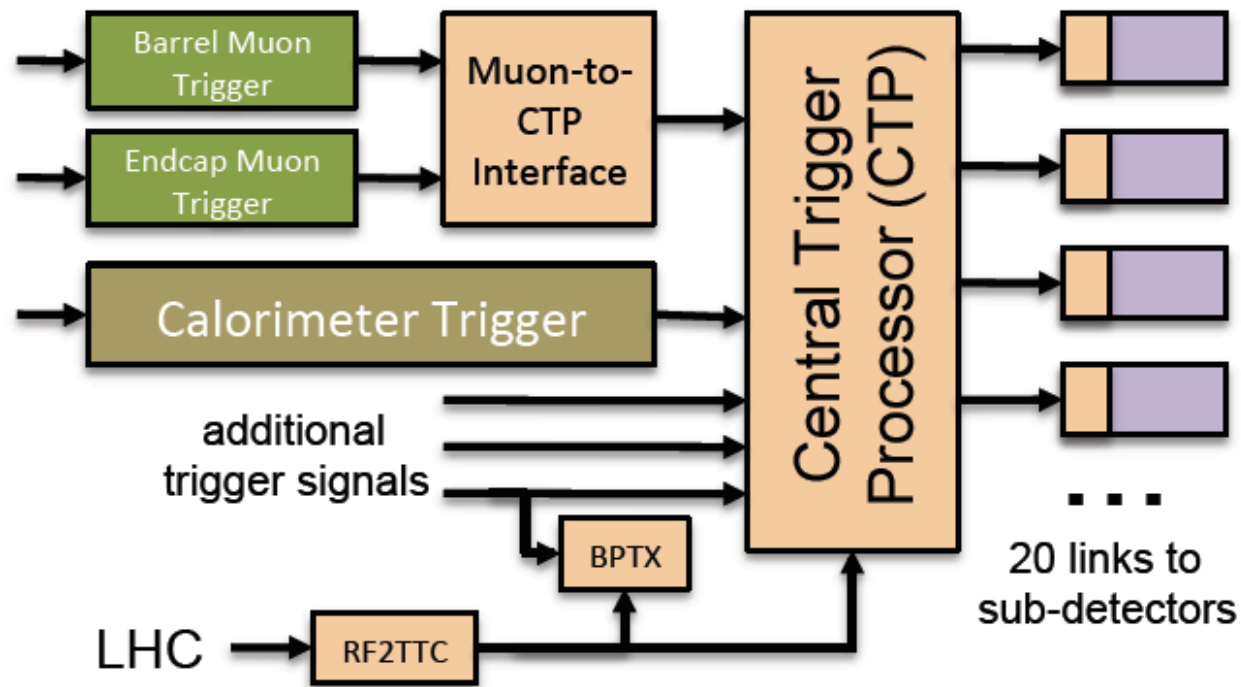 Barrel Muon
Trigger
Endcap Muon
Trigger
Muon-to-
CTP
Interface
Calorimeter Trigger
additional
trigger signals
BPTX
LHC
RF2TTC
Central Trigger
Processor (CTP)
. . .
20 links to
sub-detectors